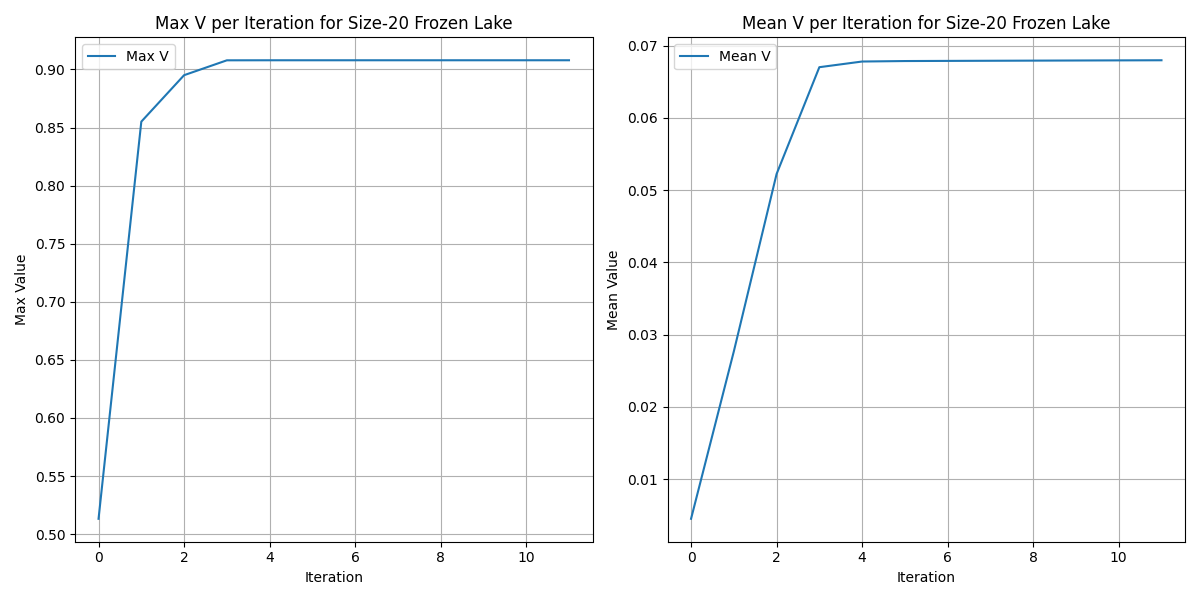 Max V per Iteration for Size-20 Frozen Lake
Max V
Max Value
0.90
0.85
0.80
0.75
0.70
0.65
0.60
0.55
0.50
0 2 4 6 8 10
Iteration
Mean V per Iteration for Size-20 Frozen Lake
Mean V
Mean Value
0.07
0.06
0.05
0.04
0.03
0.02
0.01
0 2 4 6 8 10
Iteration